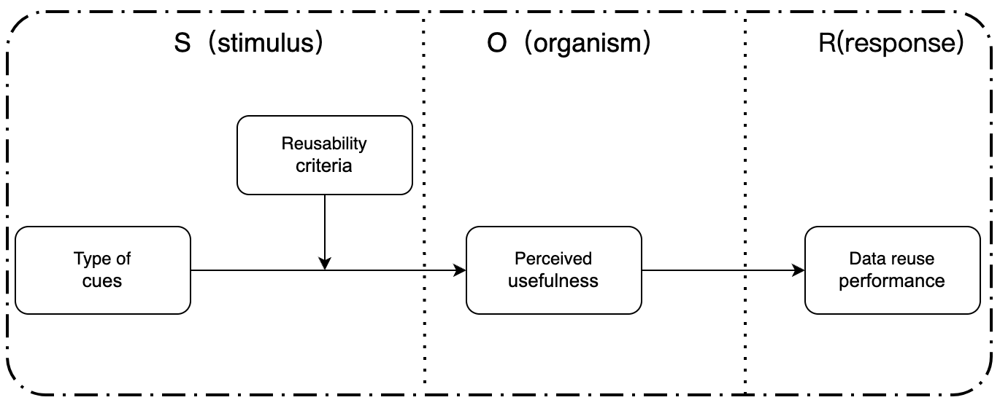 S（stimulus）
O（organism）
R(response）
Reusability
criteria
Type of
cues
Perceived
usefulness
Data reuse
performance